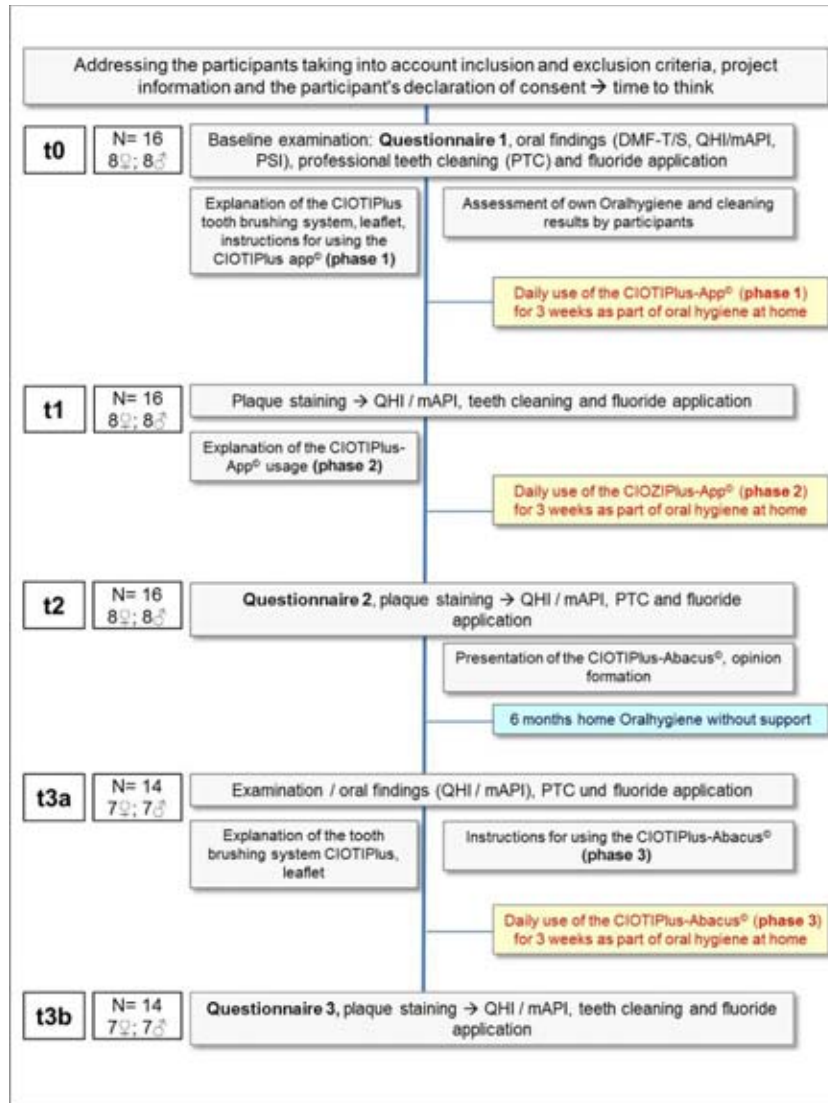 Addressing the participants taking into account inclusion and exclusion criteria, project
information and the participant's declaration of consent → time to think
t0
N= 16
8♀; 8♂
Baseline examination: Questionnaire 1, oral findings (DMF-T/S, QHI/mAPI,
PSI), professional teeth cleaning (PTC) and fluoride application
Explanation of the CIOTIPlus
tooth brushing system, leaflet,
instructions for using the
CIOTIPlus app© (phase 1)
Assessment of own Oralhygiene and cleaning
results by participants
Daily use of the CIOTIPlus-App© (phase 1)
for 3 weeks as part of oral hygiene at home
t1
N= 16
8♀; 8♂
Plaque staining → QHI / mAPI, teeth cleaning and fluoride application
Explanation of the CIOTIPlus-
App© usage (phase 2)
Daily use of the CIOZIPlus-App© (phase 2)
for 3 weeks as part of oral hygiene at home
t2
N= 16
8♀; 8♂
Questionnaire 2, plaque staining → QHI / mAPI, PTC and fluoride
application
Presentation of the CIOTIPlus-Abacus©, opinion
formation
6 months home Oralhygiene without support
t3a
N= 14
7♀; 7♂
Examination / oral findings (QHI / mAPI), PTC und fluoride application
Explanation of the tooth
brushing system CIOTIPlus,
leaflet
Instructions for using the CIOTIPlus-Abacus©
(phase 3)
Daily use of the CIOTIPlus-Abacus© (phase 3)
for 3 weeks as part of oral hygiene at home
t3b
N= 14
7♀; 7♂
Questionnaire 3, plaque staining → QHI / mAPI, teeth cleaning and fluoride
application